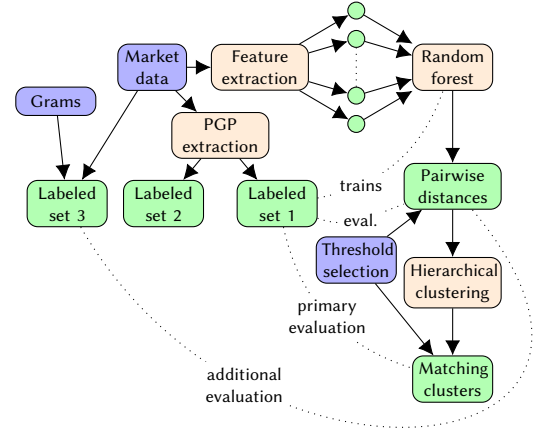 Market
data
Feature
extraction
Random
forest
Grams
PGP
extraction
Labeled
set 3
Labeled
set 2
Labeled
set 1
trains
Pairwise
distances
eval.
Threshold
selection
Hierarchical
clustering
primary
evaluation
Matching
clusters
additional
evaluation